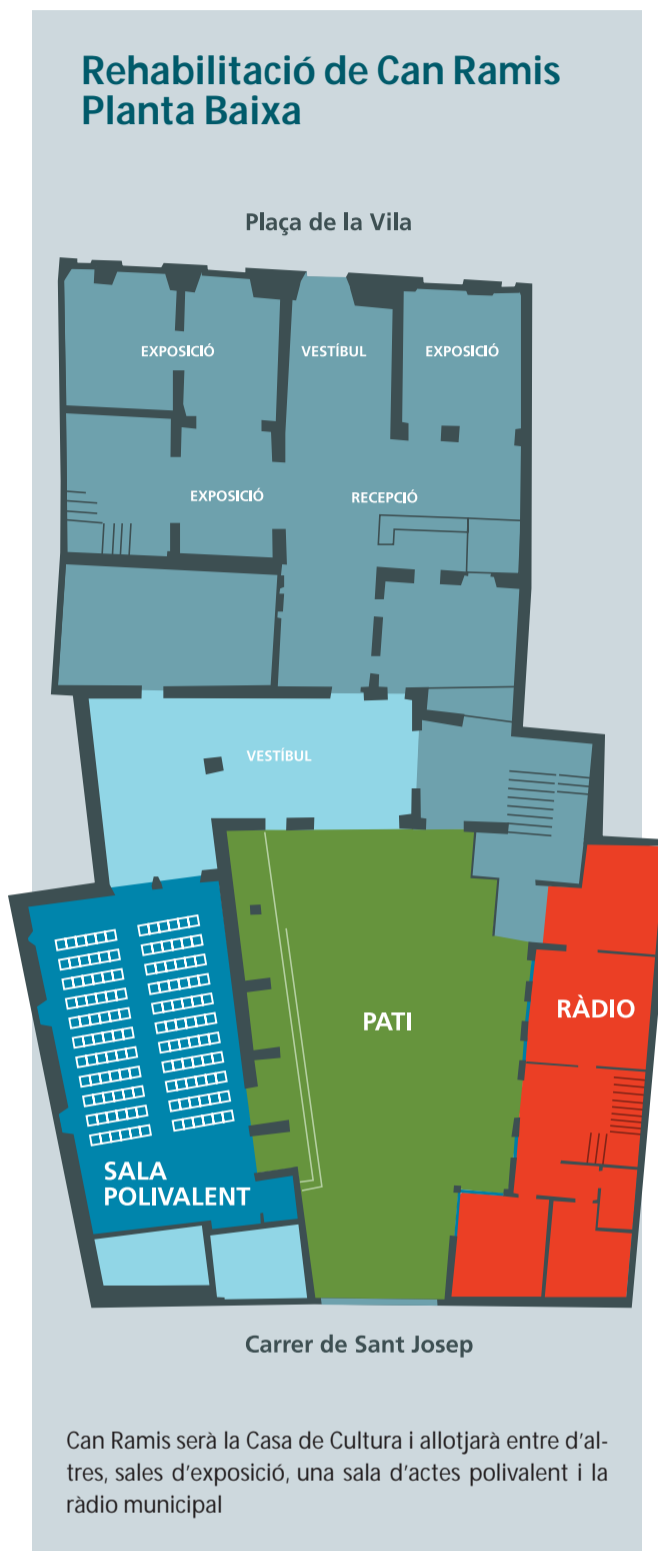 Rehabilitació de Can Ramis
Planta Baixa
Plaça de la Vila
EXPOSICIÓ
VESTÍBUL
EXPOSICIÓ
EXPOSICIÓ
RECEPCIÓ
VESTÍBUL
PATI
RÀDIO
SALA
POLIVALENT
Carrer de Sant Josep
Can Ramis serà la Casa de Cultura i allotjarà entre d'al-
tres, sales d'exposició, una sala d'actes polivalent i la
ràdio municipal